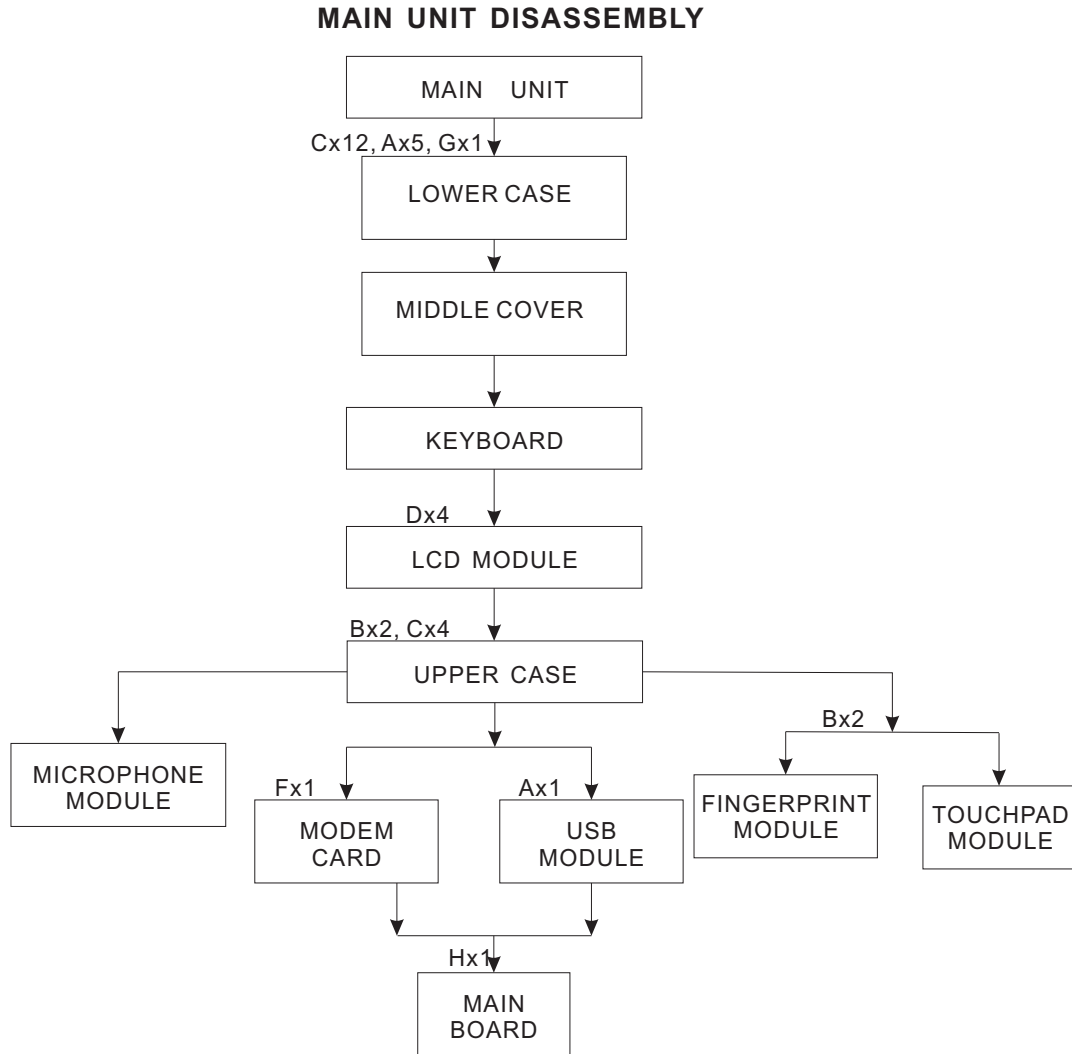 MAIN UNIT DISASSEMBLY
MAIN UNIT
Cx12, Ax5, Gx1
LOWER CASE
MIDDLE COVER
KEYBOARD
Dx4
LCD MODULE
Bx2, Cx4
UPPER CASE
Bx2
MICROPHONE
MODULE
Fx1
MODEM
CARD
Ax1
USB
MODULE
FINGERPRINT
MODULE
TOUCHPAD
MODULE
Hx1
MAIN
BOARD